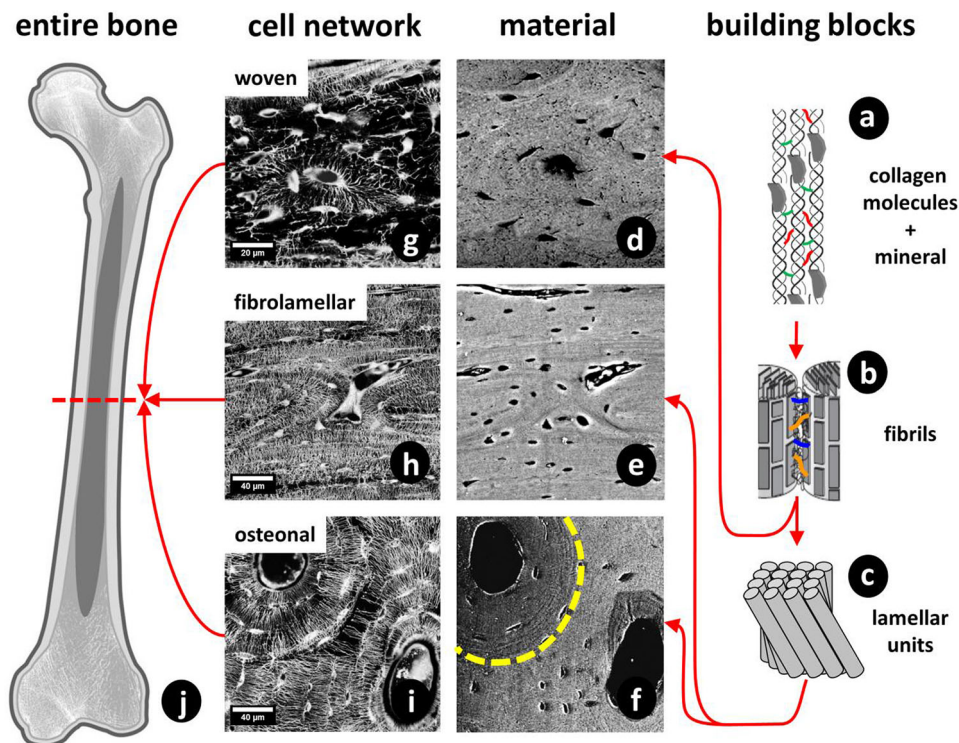 entire bone
cell network
material
building blocks
woven
20 µm
g
d
a
collagen
molecules
+
mineral
fibrolamellar
40 µm
h
e
b
fibrils
osteonal
40 µm
i
f
c
lamellar
units
j